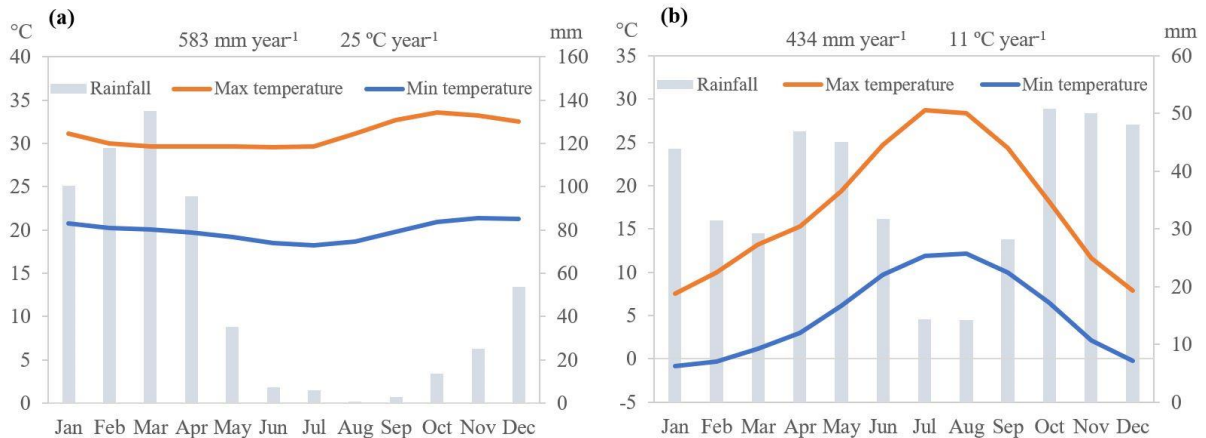 (a)
°C 583 mm year⁻¹ 25 ºC year⁻¹ mm
Rainfall Max temperature Min temperature
40 160
35 140
30 120
25 100
20 80
15 60
10 40
5 20
0 0
Jan Feb Mar Apr May Jun Jul Aug Sep Oct Nov Dec
(b)
°C 434 mm year⁻¹ 11 ºC year⁻¹ mm
Rainfall Max temperature Min temperature
35 60
30 50
25 40
20 30
15 20
10 10
5 0
0
-5
Jan Feb Mar Apr May Jun Jul Aug Sep Oct Nov Dec